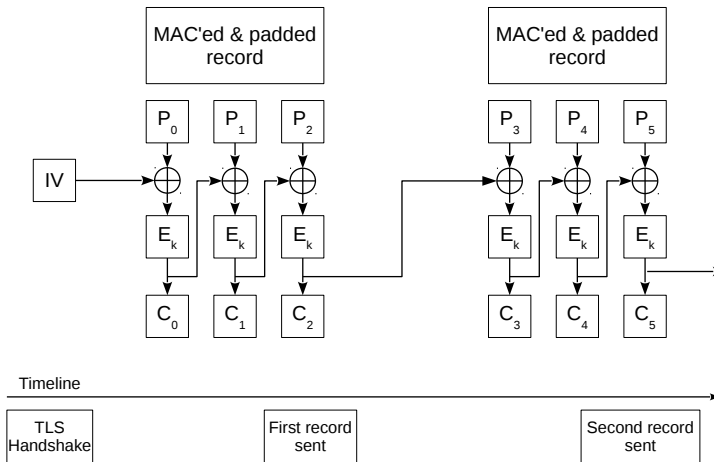 MAC'ed & padded
record
MAC'ed & padded
record
P0 P1 P2 P3 P4 P5
IV
Ek Ek Ek Ek Ek Ek
C0 C1 C2 C3 C4 C5
Timeline
TLS
Handshake
First record
sent
Second record
sent